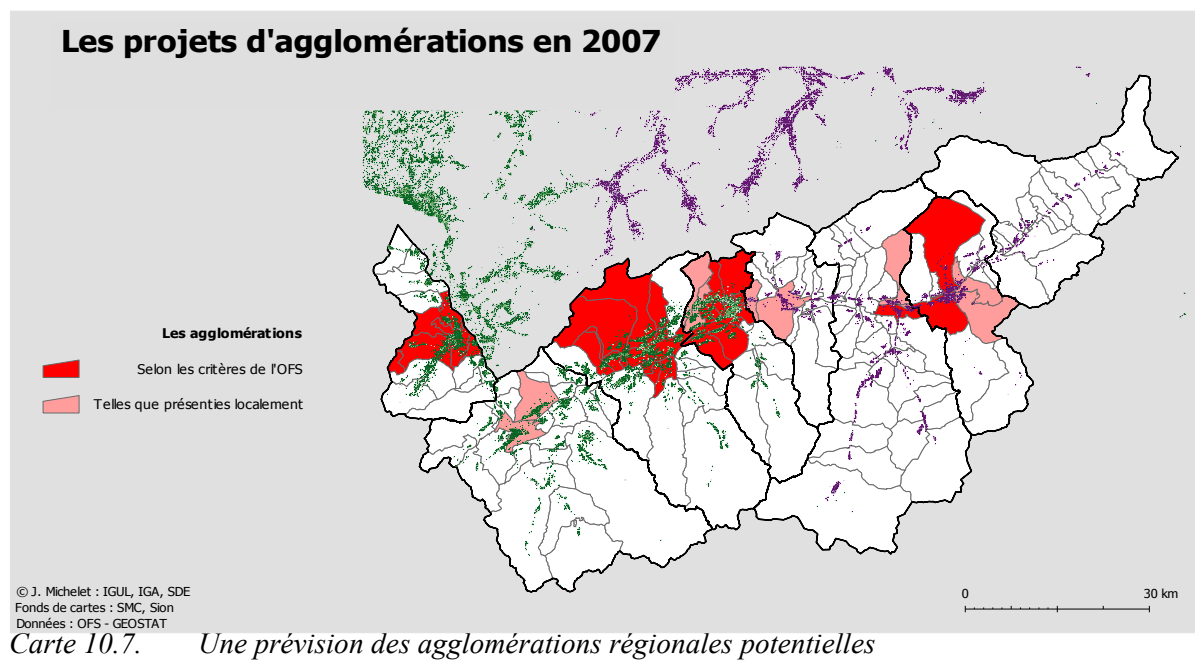 Les projets d'agglomérations en 2007
Les agglomérations
Selon les critères de l'OFS
Telles que présenties localement
0 30 km
© J. Michelet : IGUL, IGA, SDE
Fonds de cartes : SMC, Sion
Données : OFS - GEOSTAT
Carte 10.7. Une prévision des agglomérations régionales potentielles